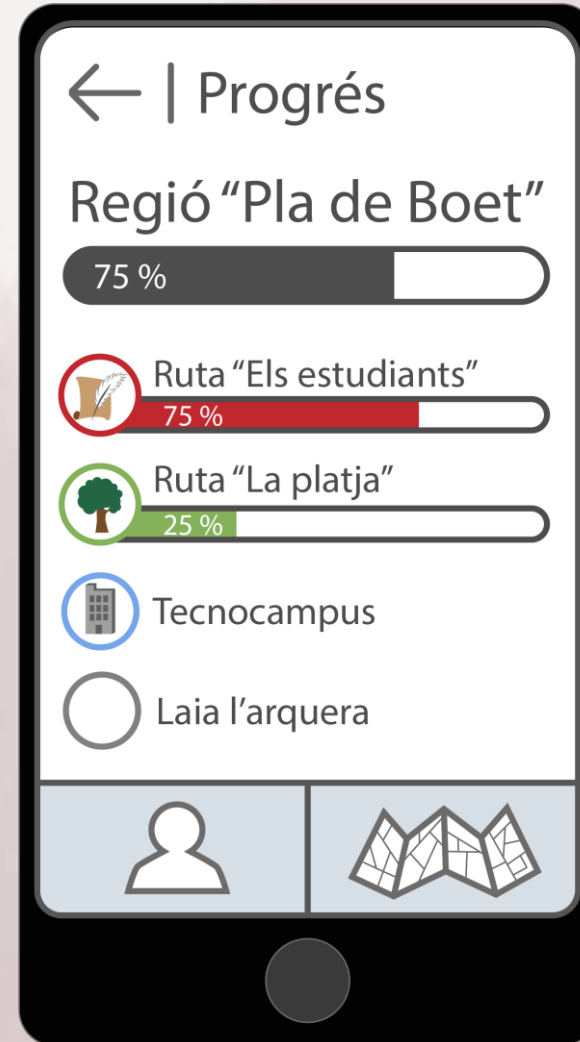 | Progrés
Regió “Pla de Boet”
75 %
Ruta “Els estudiants”
75 %
Ruta “La platja”
25 %
Tecnocampus
Laia l’arquera